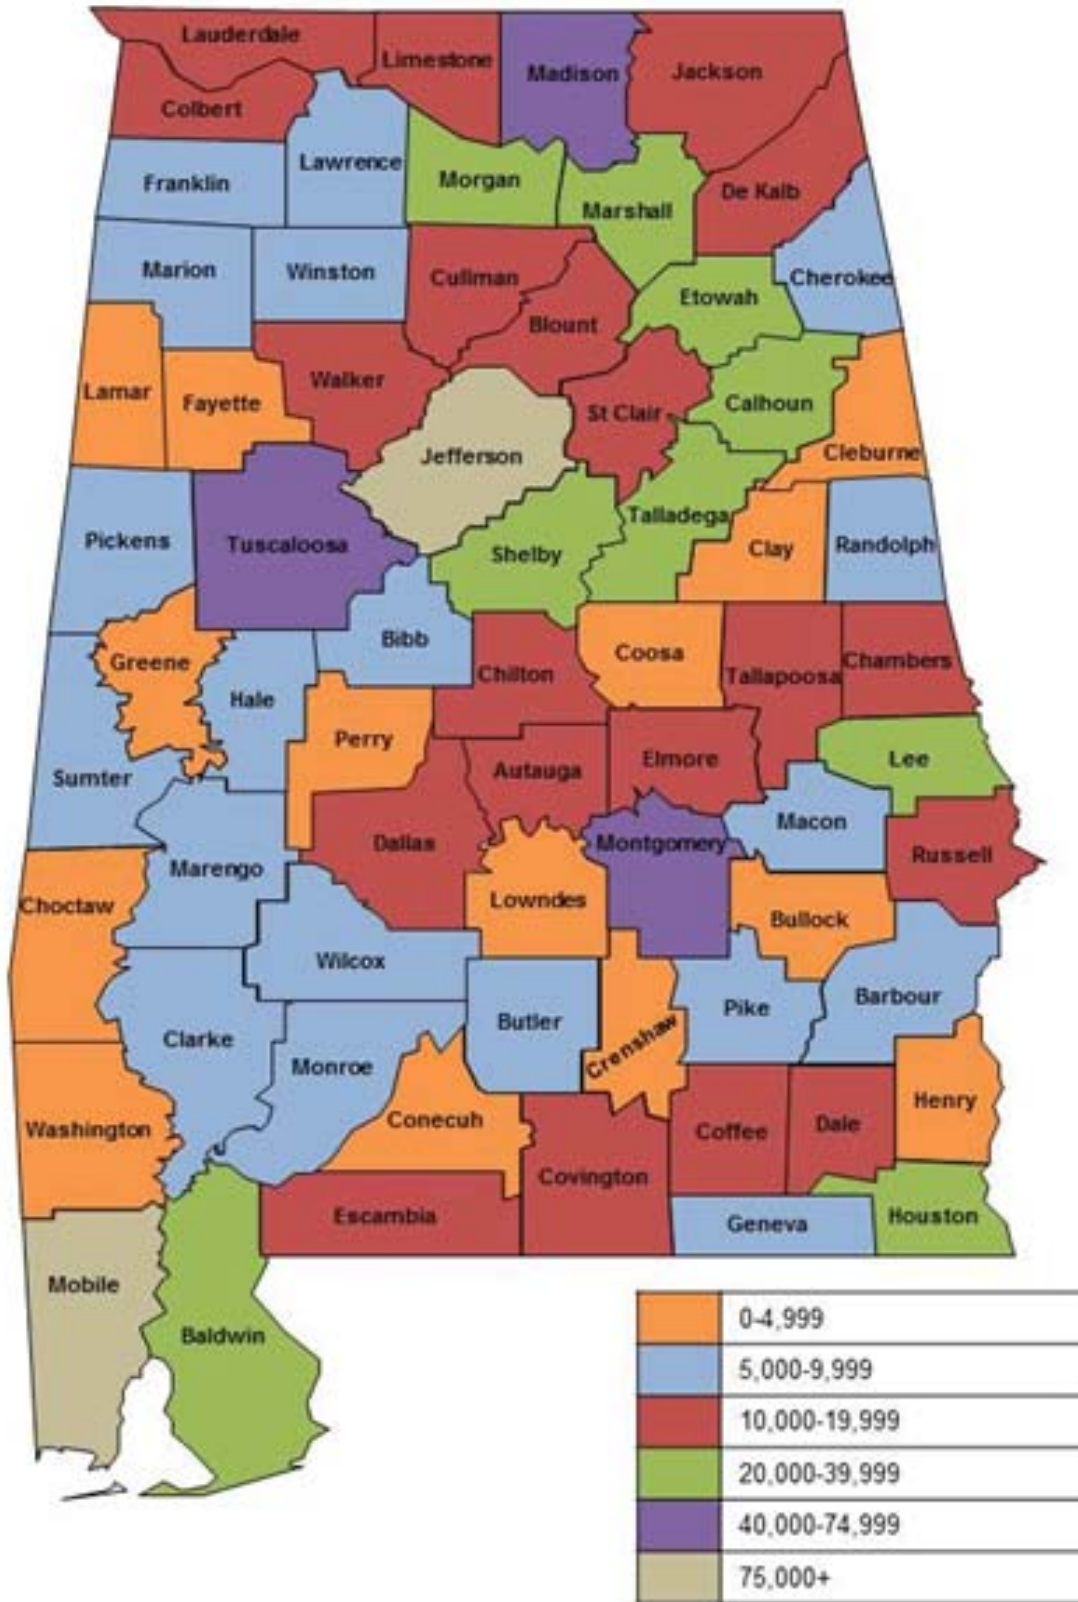 Lauderdale
Limestone
Madison
Jackson
Colbert
Lawrence
Franklin
Morgan
De Kalb
Marshall
Marion
Winston
Cullman
Cherokee
Etowah
Blount
Walker
Lamar
Fayette
St Clair
Calhoun
Jefferson
Cleburne
Talladega
Pickens
Tuscaloosa
Shelby
Clay
Randolph
Bibb
Greene
Coosa
Chambers
Chilton
Tallapoosa
Hale
Perry
Elmore
Lee
Autauga
Sumter
Macon
Dallas
Montgomery
Russell
Marengo
Choctaw
Lowndes
Bullock
Wilcox
Barbour
Pike
Butler
Clarke
Crenshaw
Monroe
Henry
Conecuh
Washington
Coffee
Dale
Covington
Escambia
Geneva
Houston
Mobile
Baldwin
0-4,999
5,000-9,999
10,000-19,999
20,000-39,999
40,000-74,999
75,000+